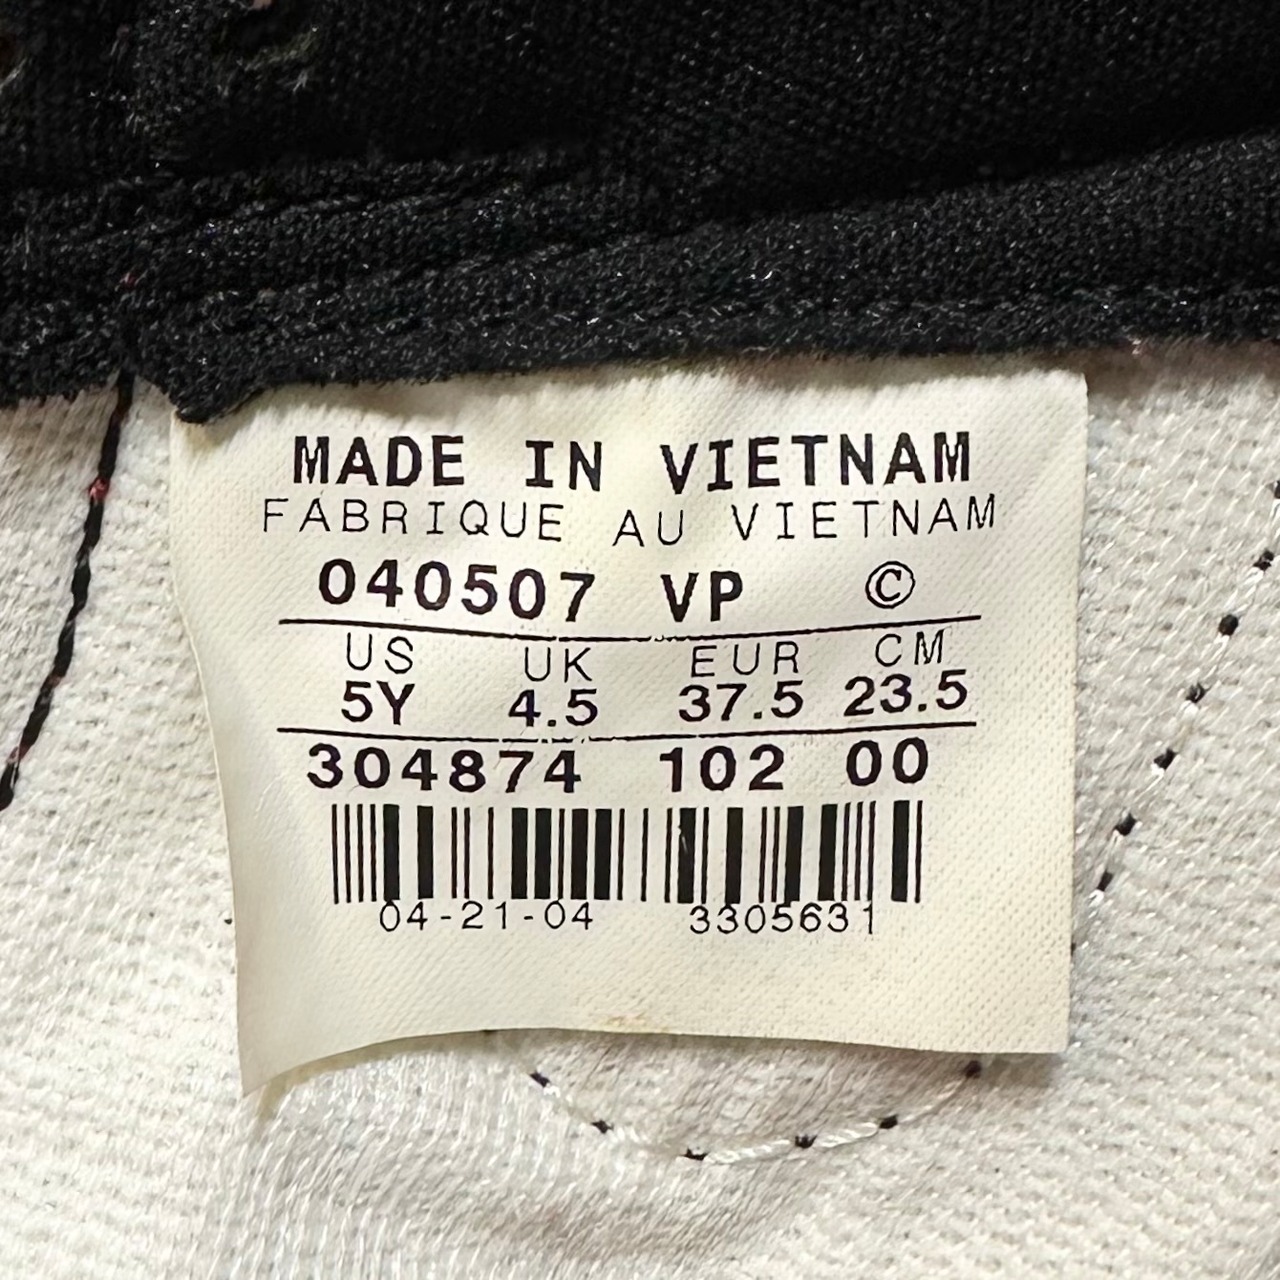 MADE IN VIETNAM
FABRIQUE AU VIETNAM
040507 VP ©
US UK EUR CM
5Y 4.5 37.5 23.5
304874 102 00
04-21-04 3305631